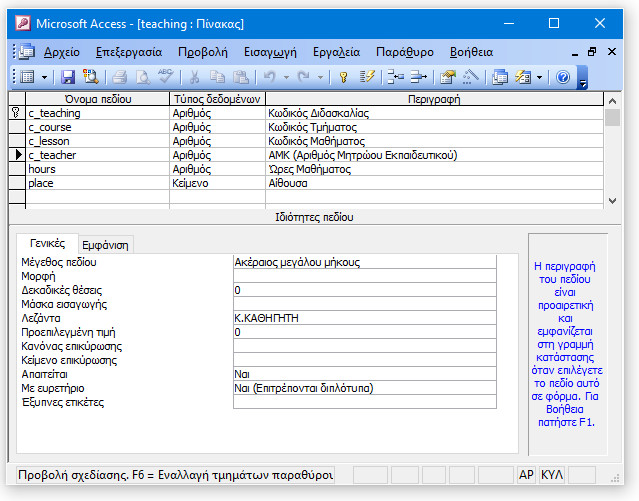 Microsoft Access - [teaching : Πίνακας]
Αρχείο Επεξεργασία Προβολή Εισαγωγή Εργαλεία Παράθυρο Βοήθεια
Όνομα πεδίου Τύπος δεδομένων Περιγραφή
c_teaching Αριθμός Κωδικός Διδασκαλίας
c_course Αριθμός Κωδικός Τμήματος
c_lesson Αριθμός Κωδικός Μαθήματος
c_teacher Αριθμός ΑΜΚ (Αριθμός Μητρώου Εκπαιδευτικού)
hours Αριθμός Ώρες Μαθήματος
place Κείμενο Αίθουσα
Ιδιότητες πεδίου
Γενικές Εμφάνιση
Μέγεθος πεδίου Ακέραιος μεγάλου μήκους
Μορφή
Δεκαδικές θέσεις 0
Μάσκα εισαγωγής
Λεζάντα Κ.ΚΑΘΗΓΗΤΗ
Προεπιλεγμένη τιμή 0
Κανόνας επικύρωσης
Κείμενο επικύρωσης
Απαιτείται Ναι
Με ευρετήριο Ναι (Επιτρέπονται διπλότυπα)
Έξυπνες ετικέτες
Η περιγραφή
του πεδίου
είναι
προαιρετική
και
εμφανίζεται
στη γραμμή
κατάστασης
όταν επιλέγετε
το πεδίο αυτό
σε φόρμα. Για
Βοήθεια
πατήστε F1.
Προβολή σχεδίασης. F6 = Εναλλαγή τμημάτων παραθύρου ΑΡ ΚΥΛ